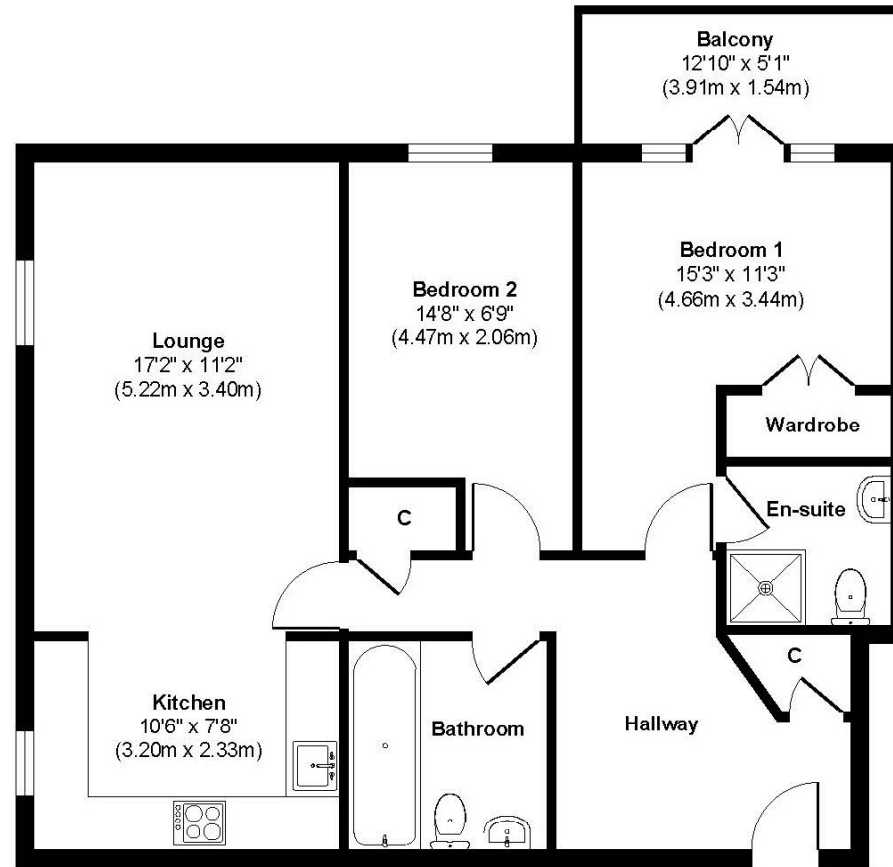 Balcony
12'10" x 5'1"
(3.91m x 1.54m)
Bedroom 1
15'3" x 11'3"
(4.66m x 3.44m)
Bedroom 2
14'8" x 6'9"
(4.47m x 2.06m)
Lounge
17'2" x 11'2"
(5.22m x 3.40m)
Wardrobe
En-suite
C
C
Kitchen
10'6" x 7'8"
(3.20m x 2.33m)
Bathroom
Hallway